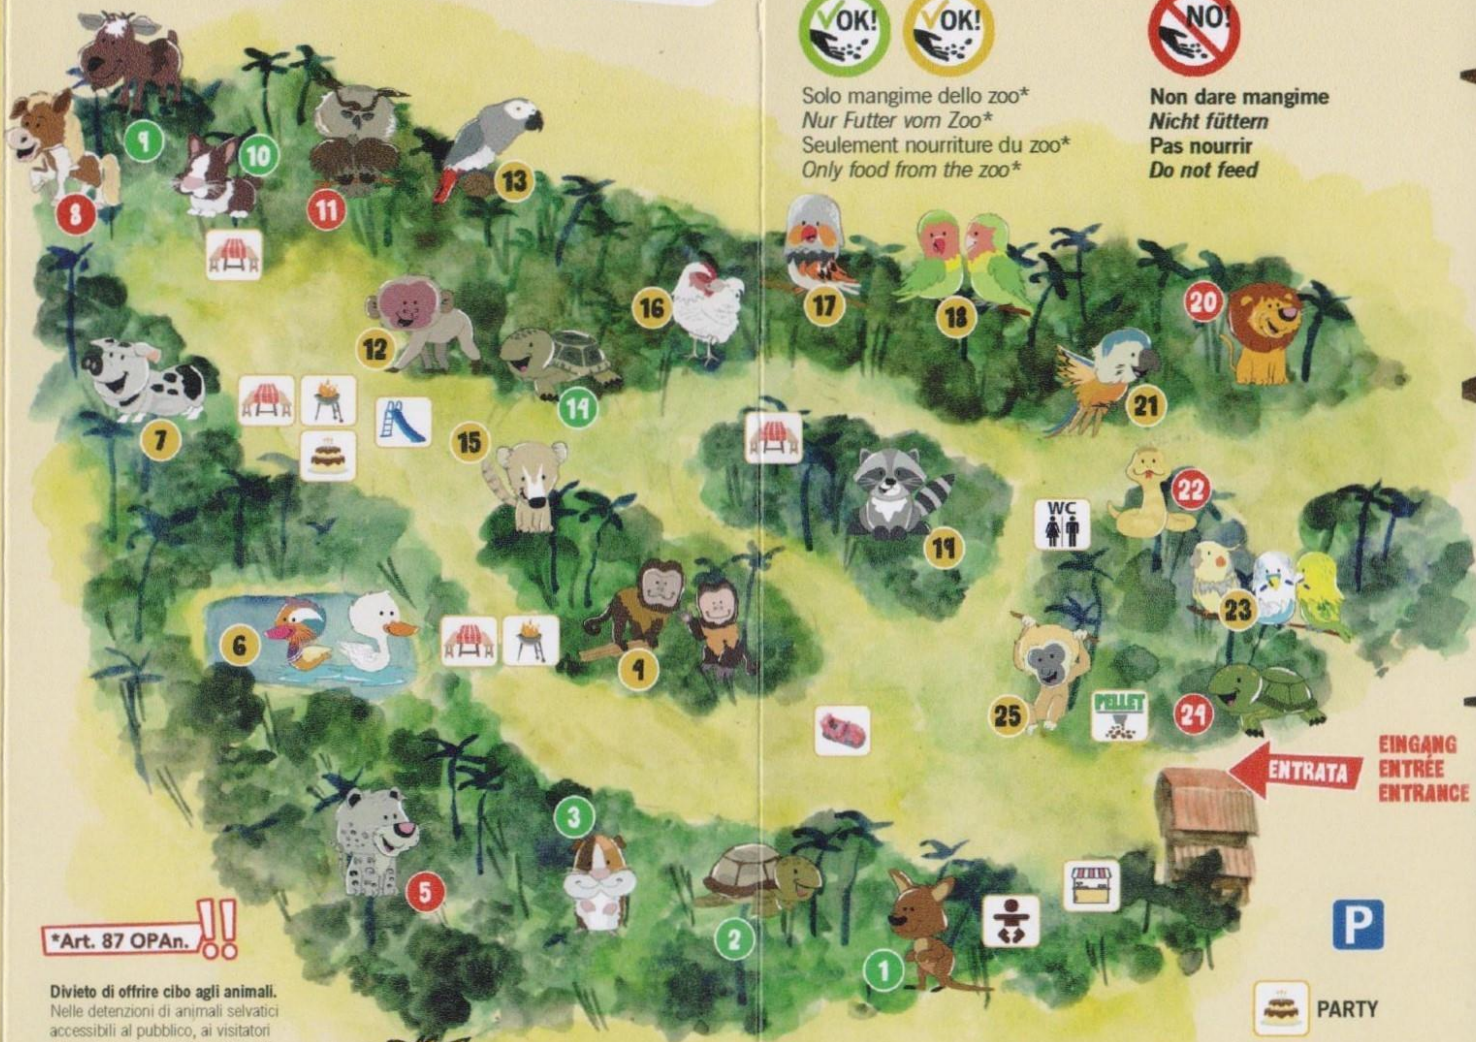 OK!
OK!
NO!
Solo mangime dello zoo*
Nur Futter vom Zoo*
Seulement nourriture du zoo*
Only food from the zoo*
Non dare mangime
Nicht füttern
Pas nourrir
Do not feed
9
10
8
11
13
12
16
17
18
20
14
21
7
15
22
WC
19
23
6
4
25
PELLET
24
ENTRATA
EINGANG
ENTRÉE
ENTRANCE
3
5
2
1
P
PARTY
*Art. 87 OPAn. !!
Divieto di offrire cibo agli animali.
Nelle detenzioni di animali selvatici
accessibili al pubblico, ai visitatori